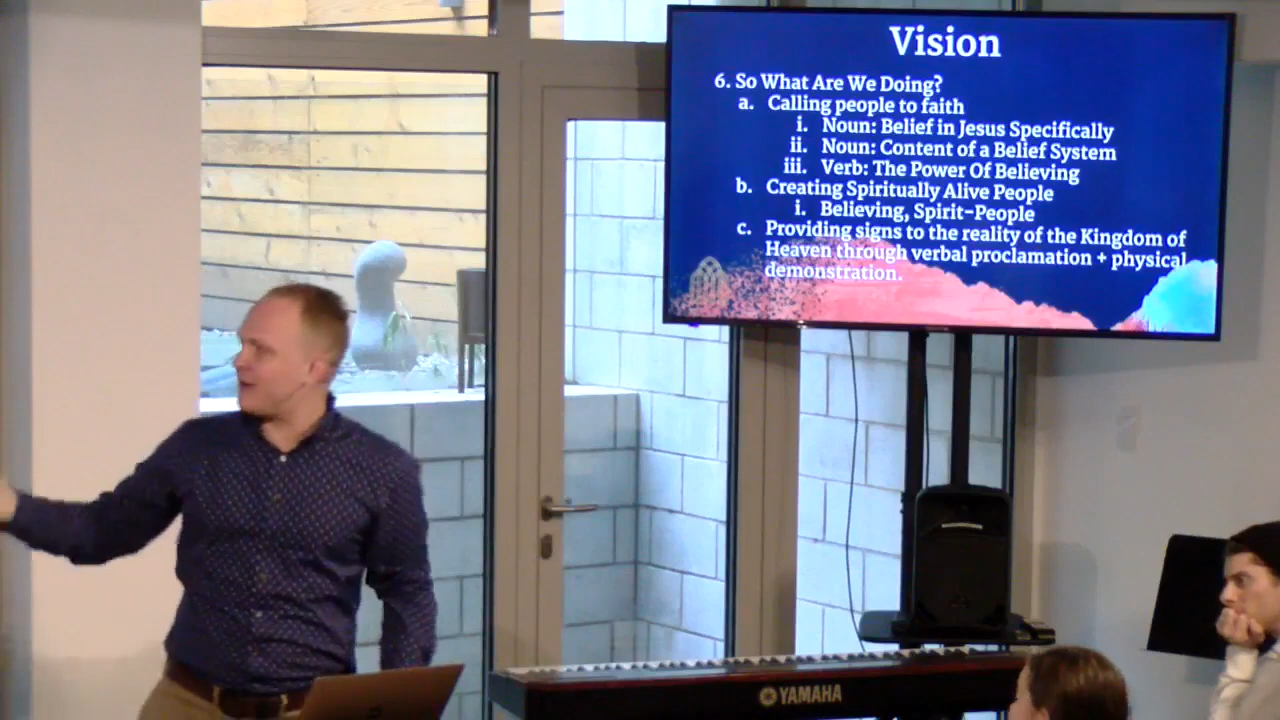 Vision
6. So What Are We Doing?
a. Calling people to faith
i. Noun: Belief in Jesus Specifically
ii. Noun: Content of a Belief System
iii. Verb: The Power Of Believing
b. Creating Spiritually Alive People
i. Believing, Spirit-People
c. Providing signs to the reality of the Kingdom of
Heaven through verbal proclamation + physical
demonstration.
YAMAHA